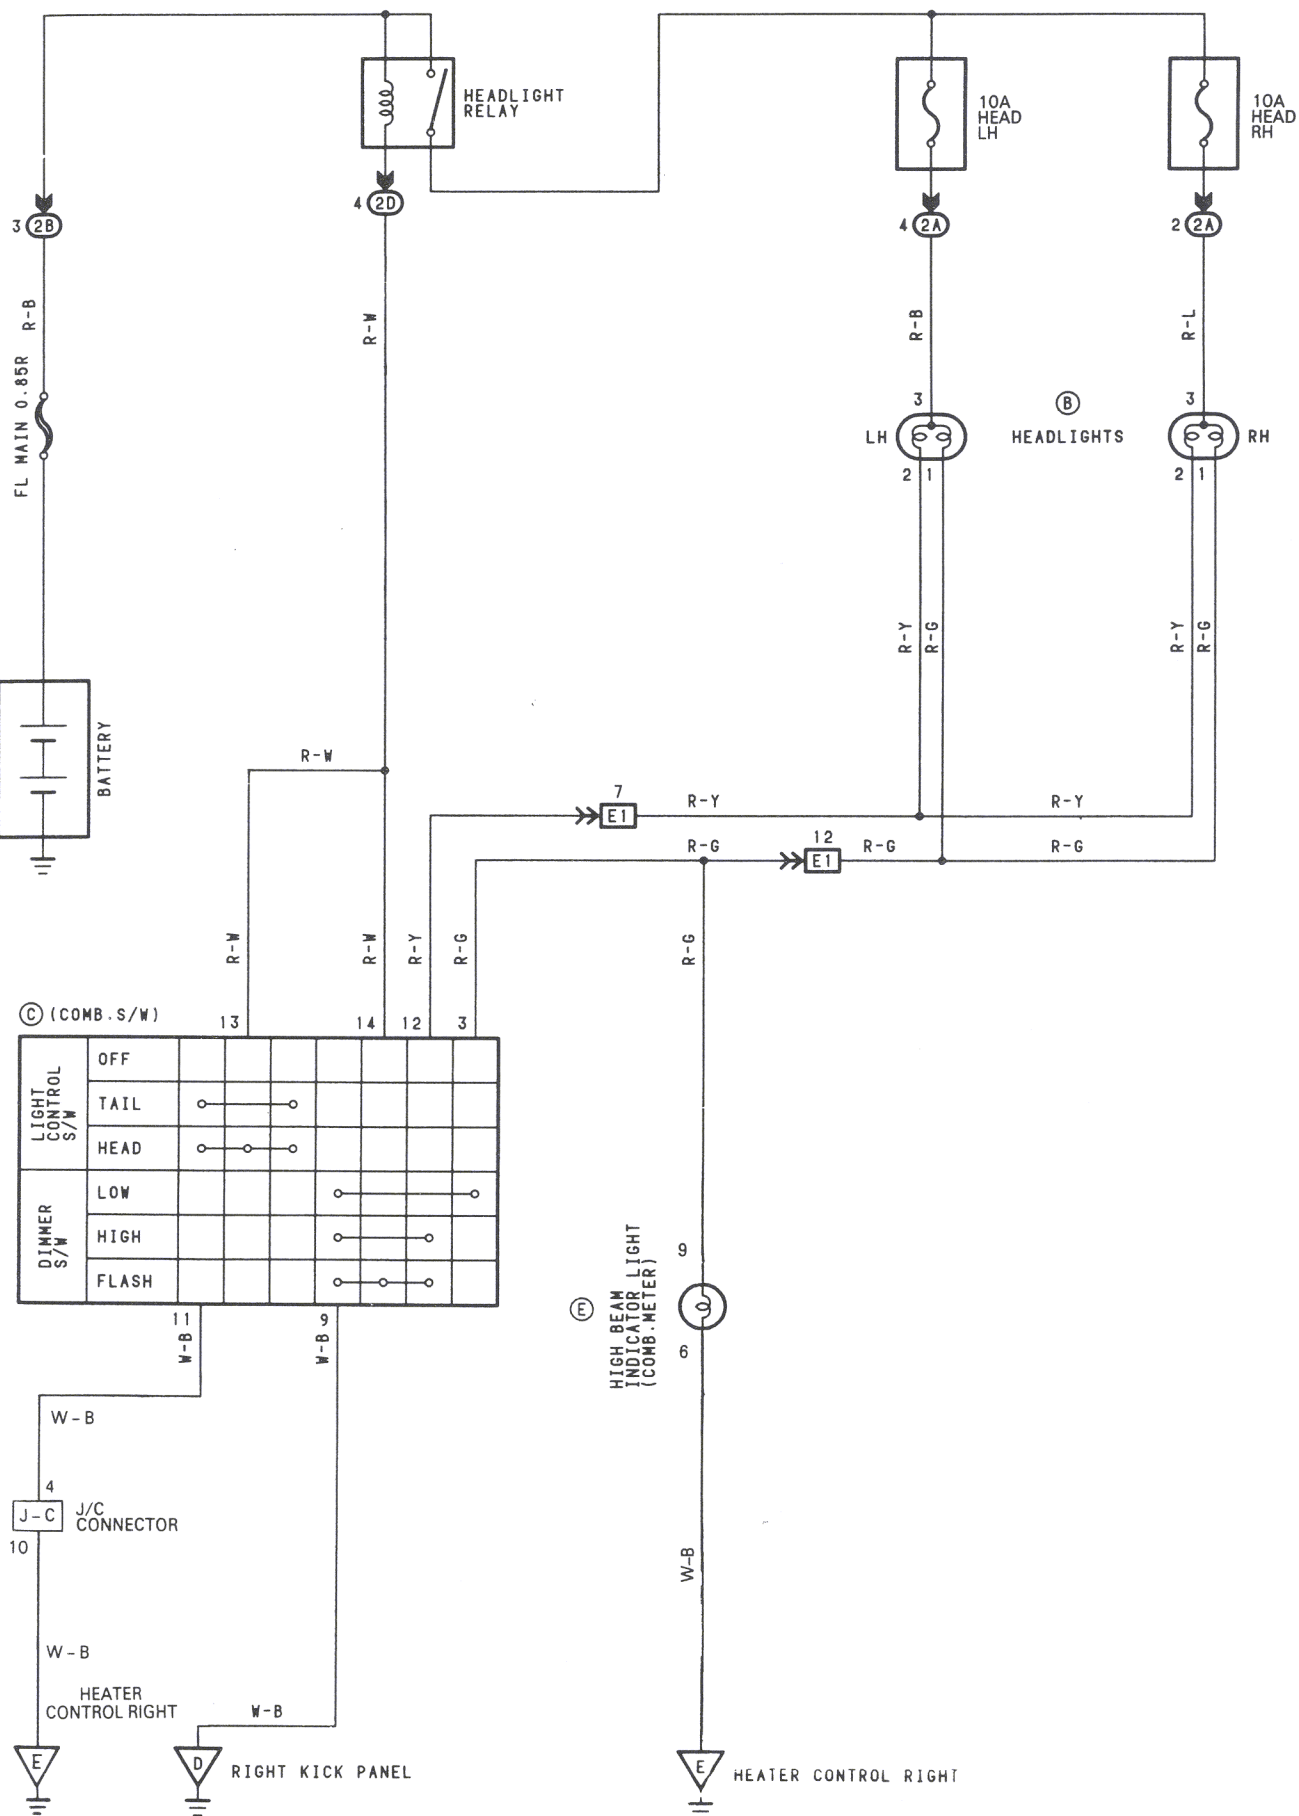 HEADLIGHT
RELAY
10A
HEAD
LH
10A
HEAD
RH
3 2B
4 2D
4 2A
2 2A
R-B
R-W
R-B
R-L
FL MAIN 0.85R
3
3
B
LH
HEADLIGHTS
RH
2 1
2 1
R-Y
R-G
R-Y
R-G
BATTERY
R-W
7
E1
R-Y
R-Y
R-G
12
E1
R-G
R-G
R-W
R-W
R-Y
R-G
R-G
C (COMB.S/W)
13
14
12
3
LIGHT
CONTROL
S/W
OFF
TAIL
HEAD
DIMMER
S/W
LOW
HIGH
FLASH
11
9
W-B
W-B
E
HIGH BEAM
INDICATOR LIGHT
(COMB.METER)
9
6
W-B
4
J-C
J/C
CONNECTOR
10
W-B
W-B
HEATER
CONTROL RIGHT
W-B
E
D
RIGHT KICK PANEL
E
HEATER CONTROL RIGHT